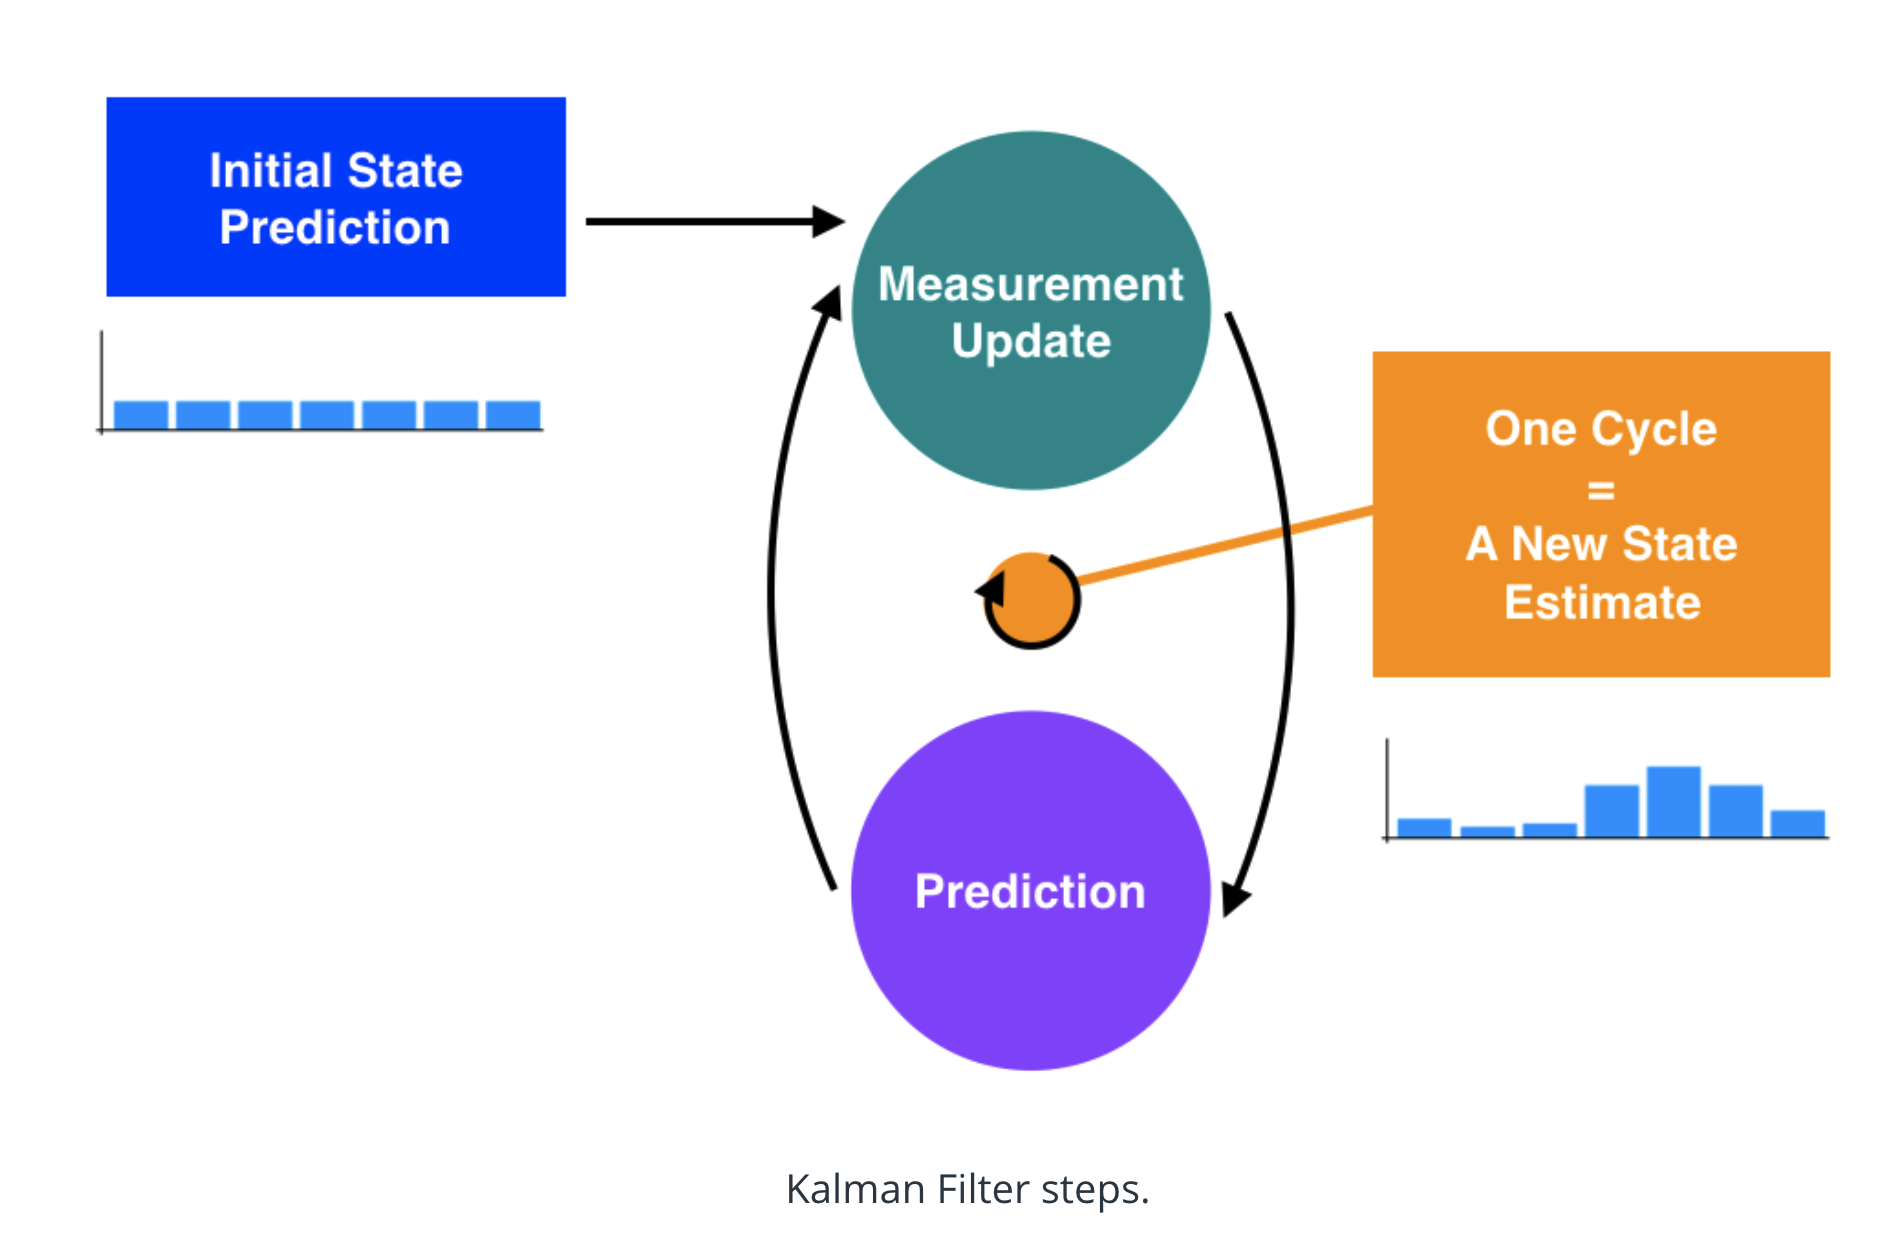 Initial State
Prediction
Measurement
Update
One Cycle
=
A New State
Estimate
Prediction
Kalman Filter steps.